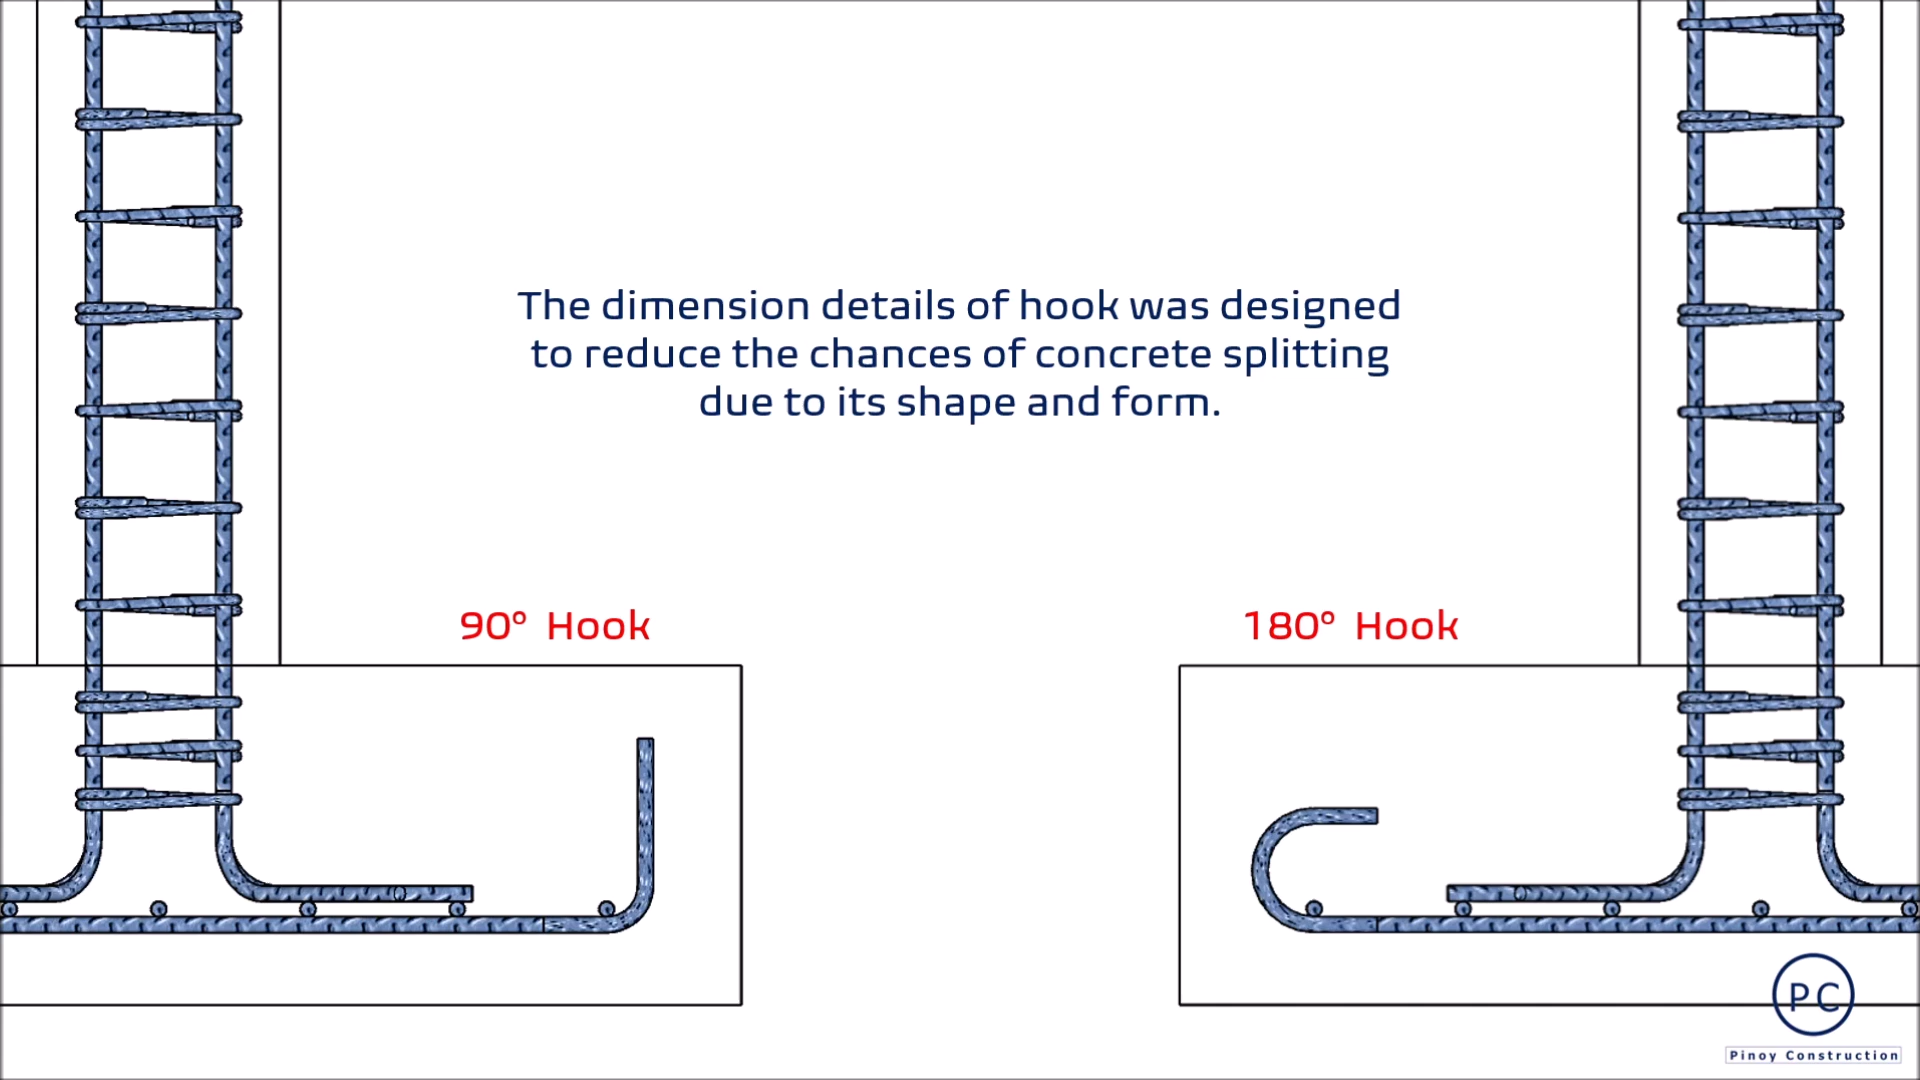 The dimension details of hook was designed
to reduce the chances of concrete splitting
due to its shape and form.
90° Hook
180° Hook
PC
Pinoy Construction